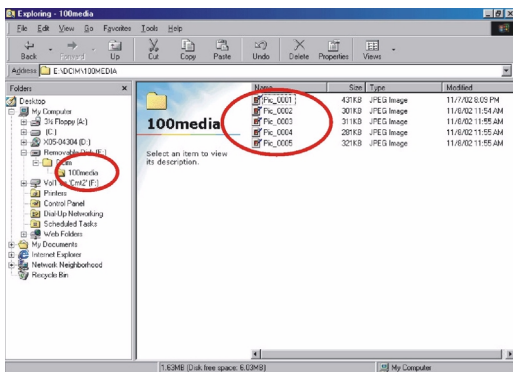 Exploring - 100media
File Edit View Go Favorites Tools Help
Back Forward Up Cut Copy Paste Undo Delete Properties Views
Address E:\DCIM\100MEDIA
Folders x
Name Size Type Modified
Desktop
My Computer
3½ Floppy (A:)
(C:)
X05-04304 (D:)
Removable Disk (E:)
Dcim
100media
'Cmt2' (F:)
Printers
Control Panel
Dial-Up Networking
Scheduled Tasks
Web Folders
My Documents
Internet Explorer
Network Neighborhood
Recycle Bin
100media
Select an item to view
its description.
Pic_0001 431KB JPEG Image 11/7/02 8:09 PM
Pic_0002 301KB JPEG Image 11/6/02 11:54 AM
Pic_0003 311KB JPEG Image 11/6/02 11:55 AM
Pic_0004 281KB JPEG Image 11/6/02 11:55 AM
Pic_0005 321KB JPEG Image 11/6/02 11:55 AM
1.63MB (Disk free space: 6.03MB) My Computer